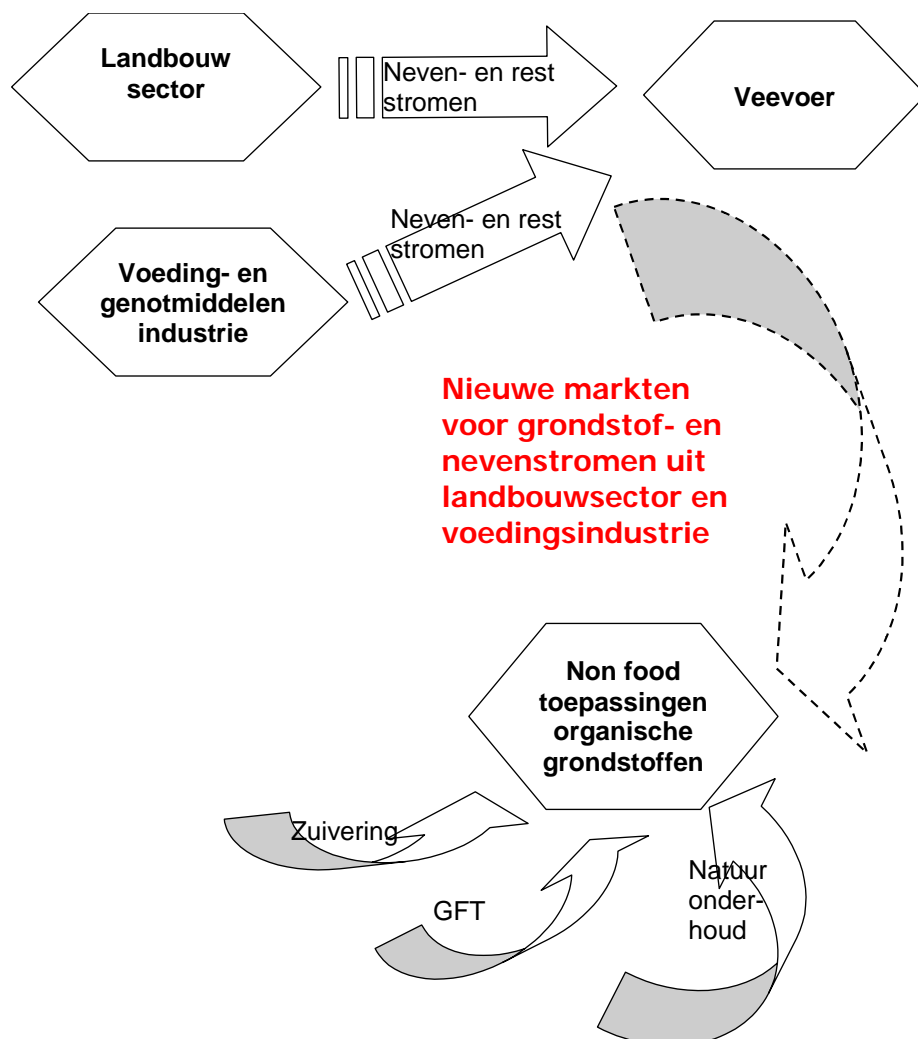 Landbouw
sector
Neven- en rest
stromen
Veevoer
Neven- en rest
stromen
Voeding- en
genotmiddelen
industrie
Nieuwe markten
voor grondstof- en
nevenstromen uit
landbouwsector en
voedingsindustrie
Non food
toepassingen
organische
grondstoffen
Zuivering
GFT
Natuur
onder-
houd